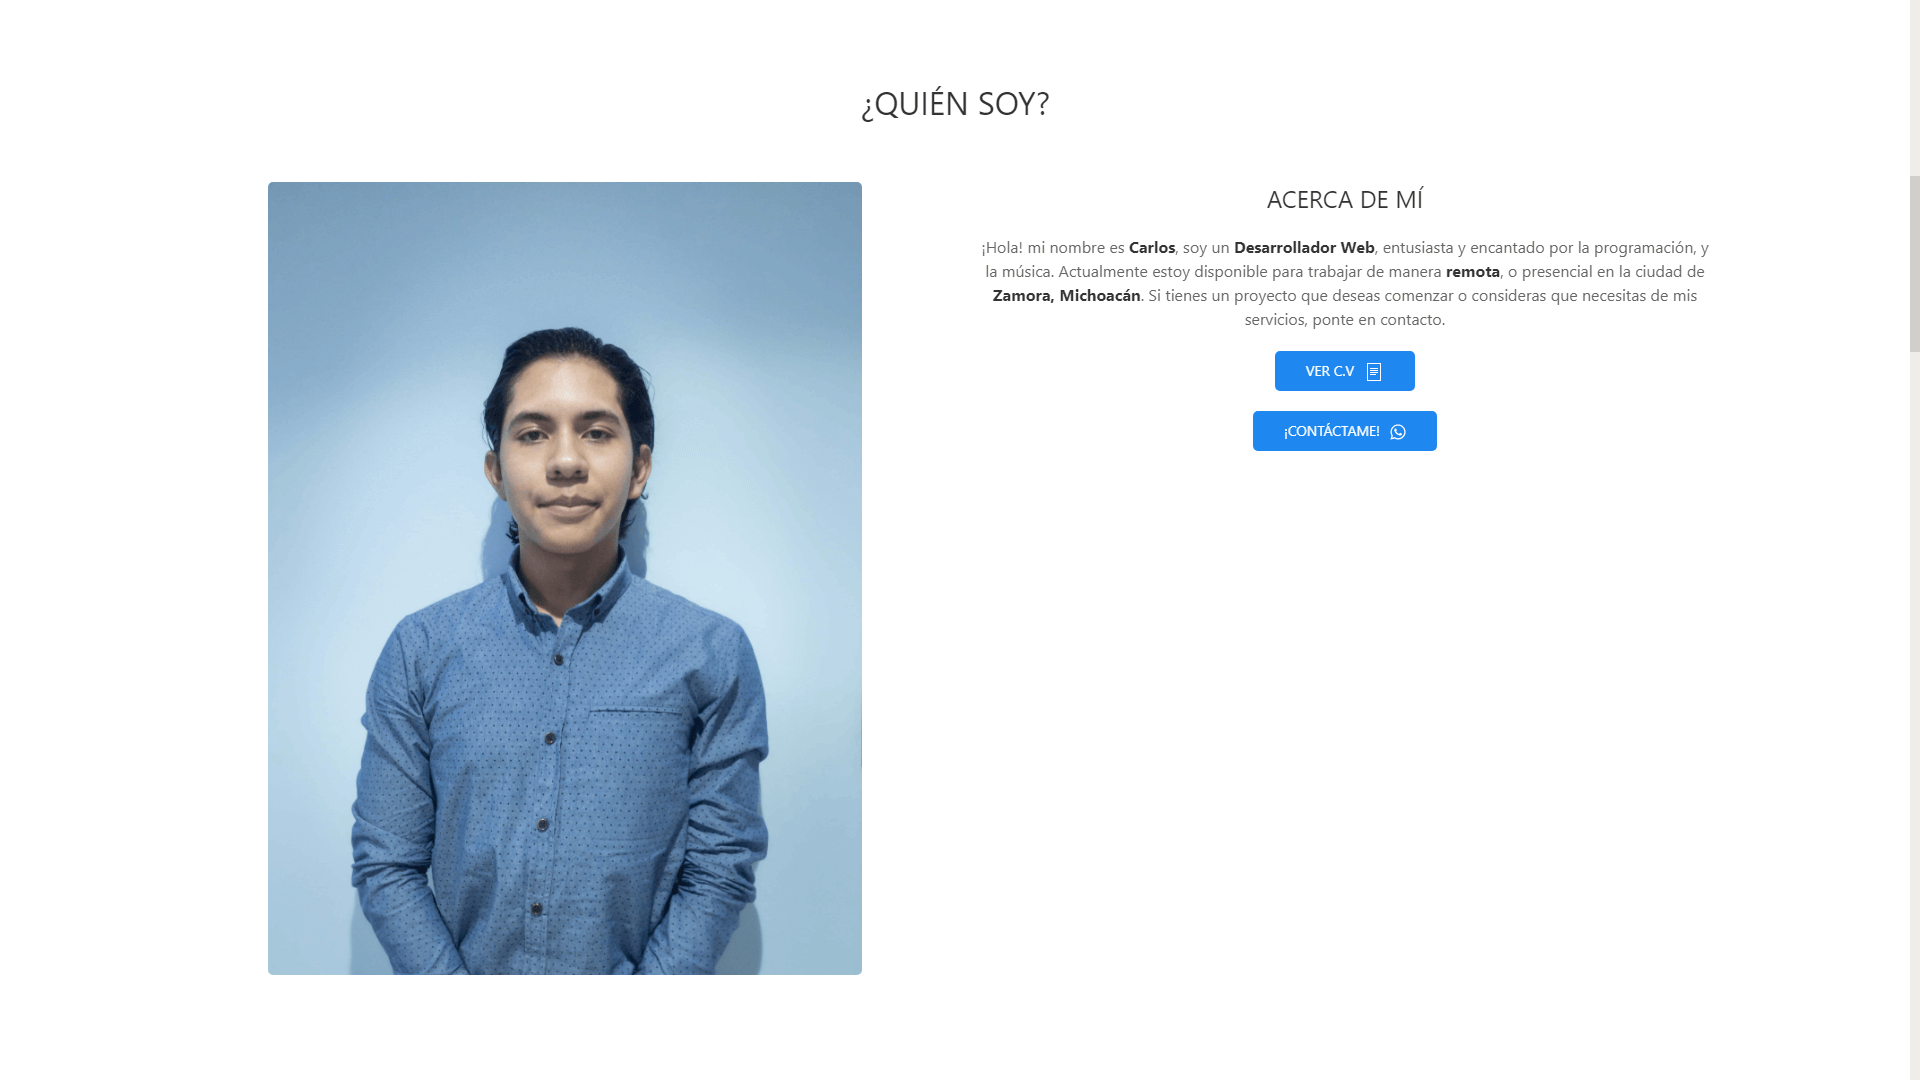 ¿QUIÉN SOY?
ACERCA DE MÍ
¡Hola! mi nombre es Carlos, soy un Desarrollador Web, entusiasta y encantado por la programación, y
la música. Actualmente estoy disponible para trabajar de manera remota, o presencial en la ciudad de
Zamora, Michoacán. Si tienes un proyecto que deseas comenzar o consideras que necesitas de mis
servicios, ponte en contacto.
VER C.V
¡CONTÁCTAME!